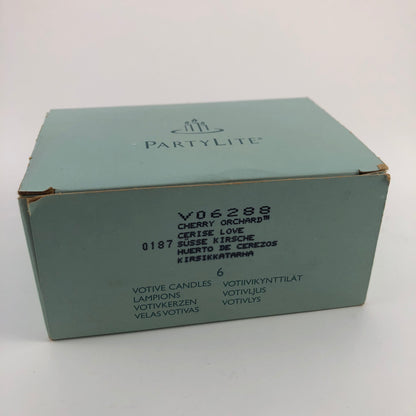 PARTYLITE®
V06288
CHERRY ORCHARD™
CERISE LOVE
0187 SÜSSE KIRSCHE
HUERTO DE CEREZOS
KIRSIKKATARHA
6
VOTIVE CANDLES VOTIIVIKYNTTILÄT
LAMPIONS VOTIVLJUS
VOTIVKERZEN VOTIVLYS
VELAS VOTIVAS